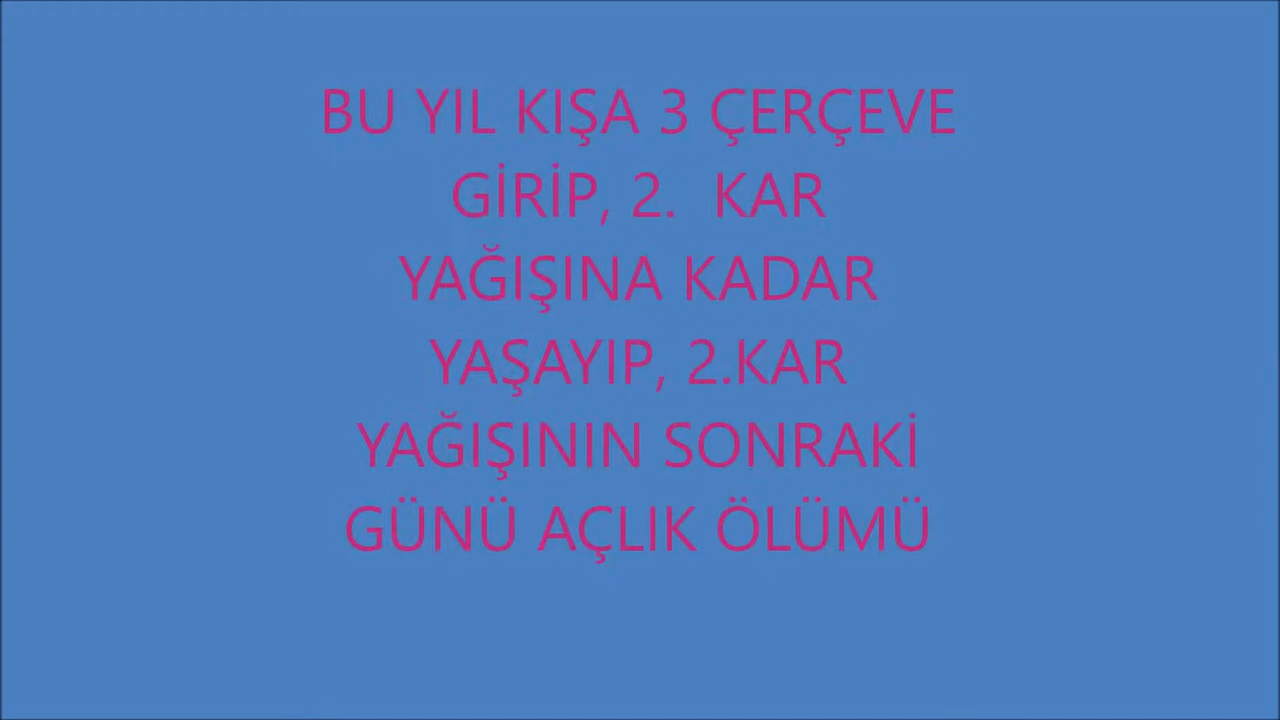 BU YIL KIŞA 3 ÇERÇEVE
GİRİP, 2. KAR
YAĞIŞINA KADAR
YAŞAYIP, 2.KAR
YAĞIŞININ SONRAKİ
GÜNÜ AÇLIK ÖLÜMÜ